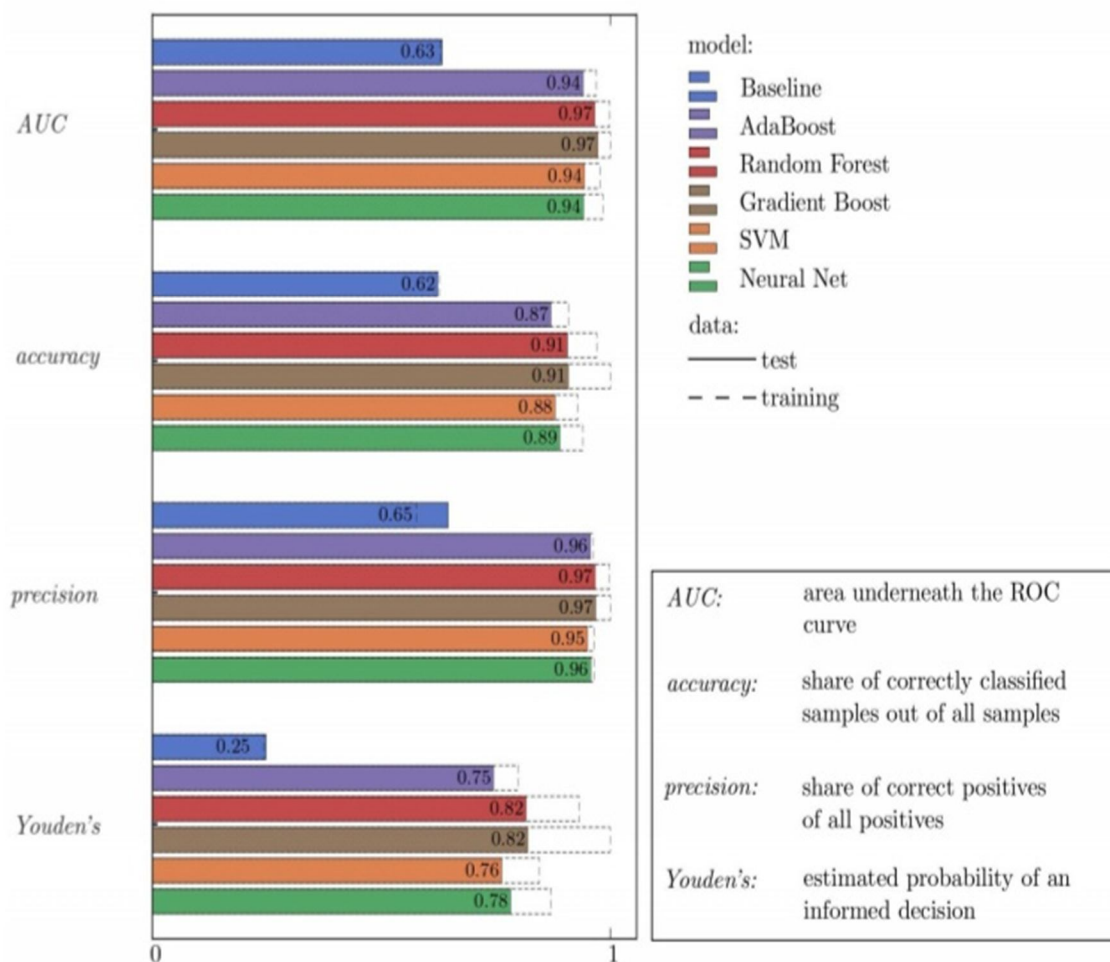 AUC
0.63
0.94
0.97
0.97
0.94
0.94
accuracy
0.62
0.87
0.91
0.91
0.88
0.89
precision
0.65
0.96
0.97
0.97
0.95
0.96
Youden's
0.25
0.75
0.82
0.82
0.76
0.78
0
1
model:
Baseline
AdaBoost
Random Forest
Gradient Boost
SVM
Neural Net
data:
test
training
AUC: area underneath the ROC
curve
accuracy: share of correctly classified
samples out of all samples
precision: share of correct positives
of all positives
Youden's: estimated probability of an
informed decision